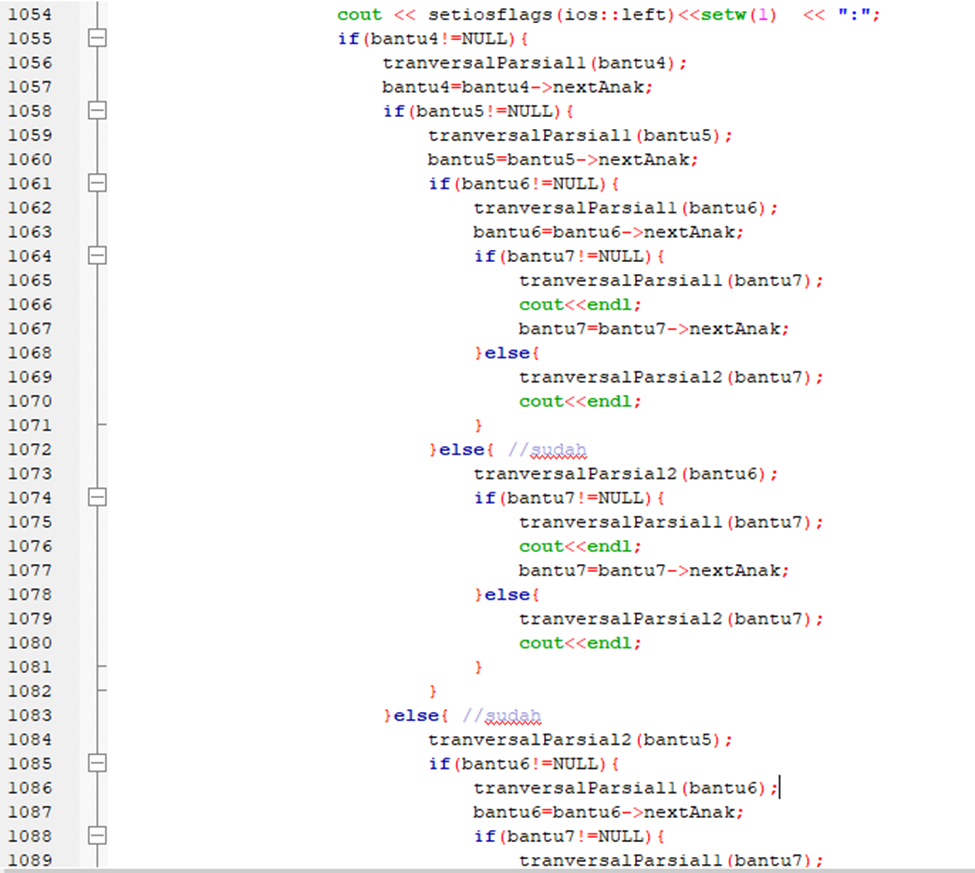 1054 cout << setiosflags(ios::left)<<setw(1)  << ":";
1055 if(bantu4!=NULL){
1056 tranversalParsial1(bantu4);
1057 bantu4=bantu4->nextAnak;
1058 if(bantu5!=NULL){
1059 tranversalParsial1(bantu5);
1060 bantu5=bantu5->nextAnak;
1061 if(bantu6!=NULL){
1062 tranversalParsial1(bantu6);
1063 bantu6=bantu6->nextAnak;
1064 if(bantu7!=NULL){
1065 tranversalParsial1(bantu7);
1066 cout<<endl;
1067 bantu7=bantu7->nextAnak;
1068 }else{
1069 tranversalParsial2(bantu7);
1070 cout<<endl;
1071 }
1072 }else{ //sudah
1073 tranversalParsial2(bantu6);
1074 if(bantu7!=NULL){
1075 tranversalParsial1(bantu7);
1076 cout<<endl;
1077 bantu7=bantu7->nextAnak;
1078 }else{
1079 tranversalParsial2(bantu7);
1080 cout<<endl;
1081 }
1082 }
1083 }else{ //sudah
1084 tranversalParsial2(bantu5);
1085 if(bantu6!=NULL){
1086 tranversalParsial1(bantu6);
1087 bantu6=bantu6->nextAnak;
1088 if(bantu7!=NULL){
1089 tranversalParsial1(bantu7);